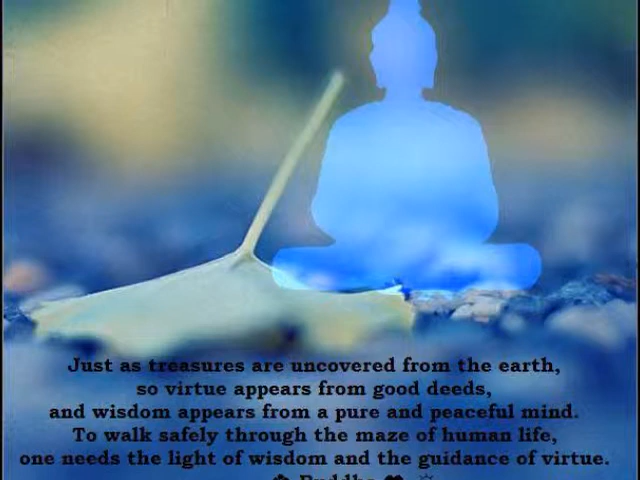 Just as treasures are uncovered from the earth,
so virtue appears from good deeds,
and wisdom appears from a pure and peaceful mind.
To walk safely through the maze of human life,
one needs the light of wisdom and the guidance of virtue.
Buddha